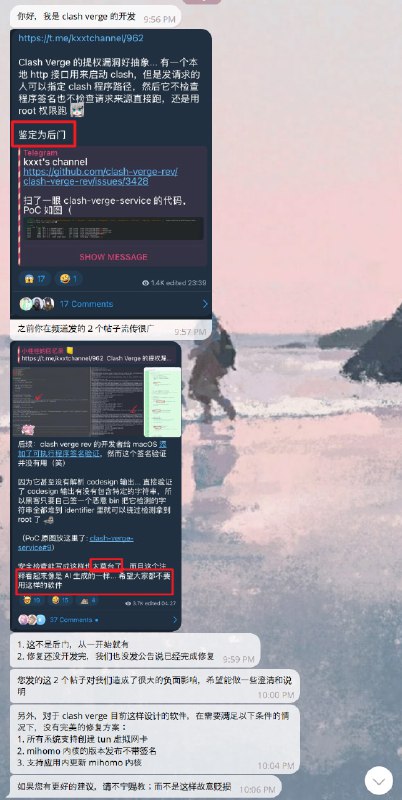 你好，我是 clash verge 的开发
9:56 PM
https://t.me/kxxtchannel/962
Clash Verge 的提权漏洞好抽象... 有一个本
地 http 接口用来启动 clash，但是发请求的
人可以指定 clash 程序路径，然后它不检查
程序签名也不检查请求来源直接跑，还是用
root 权限跑
鉴定为后门
Telegram
kxxt's channel
https://github.com/clash-verge-rev/
clash-verge-rev/issues/3428
扫了一眼 clash-verge-service 的代码，
PoC 如图（
SHOW MESSAGE
17
1
1.4K edited 23:39
17 Comments
之前你在频道发的 2 个帖子流传很广
9:57 PM
https://t.me/kxxtchannel/962 Clash Verge 的提权漏...
后续：clash verge rev 的开发者给 macOS 添
加了可执行程序签名验证，然而这个签名验证
并没有用（笑）
因为它甚至没有解析 codesign 输出... 直接验证
了 codesign 输出有没有包含特定的字符串，所
以黑客只要自己签一个恶意 bin 把它检测的字
符串全都堆到 identifier 里就可以绕过检测拿到
root 了
（PoC 原图放这里了: clash-verge-
service#9）
安全检查能写成这样也太草台了，而且这个注
释看起来像是 AI 生成的一样... 希望大家都不要
用这样的软件
19
15
4
3.7K edited 04:27
37 Comments
1. 这不是后门，从一开始就有
2. 修复还没开发完，我们也没发公告说已经完成修复
9:59 PM
您发的这 2 个帖子对我们造成了很大的负面影响，希望能做一些澄清和说
明
10:00 PM
另外，对于 clash verge 目前这样设计的软件，在需要满足以下条件的情
况下，没有完美的修复方案：
1. 所有系统支持创建 tun 虚拟网卡
2. mihomo 内核的版本发布不带签名
3. 支持应用内更新 mihomo 内核
10:04 PM
如果您有更好的建议，请不宁赐教；而不是这样故意贬损
10:06 PM